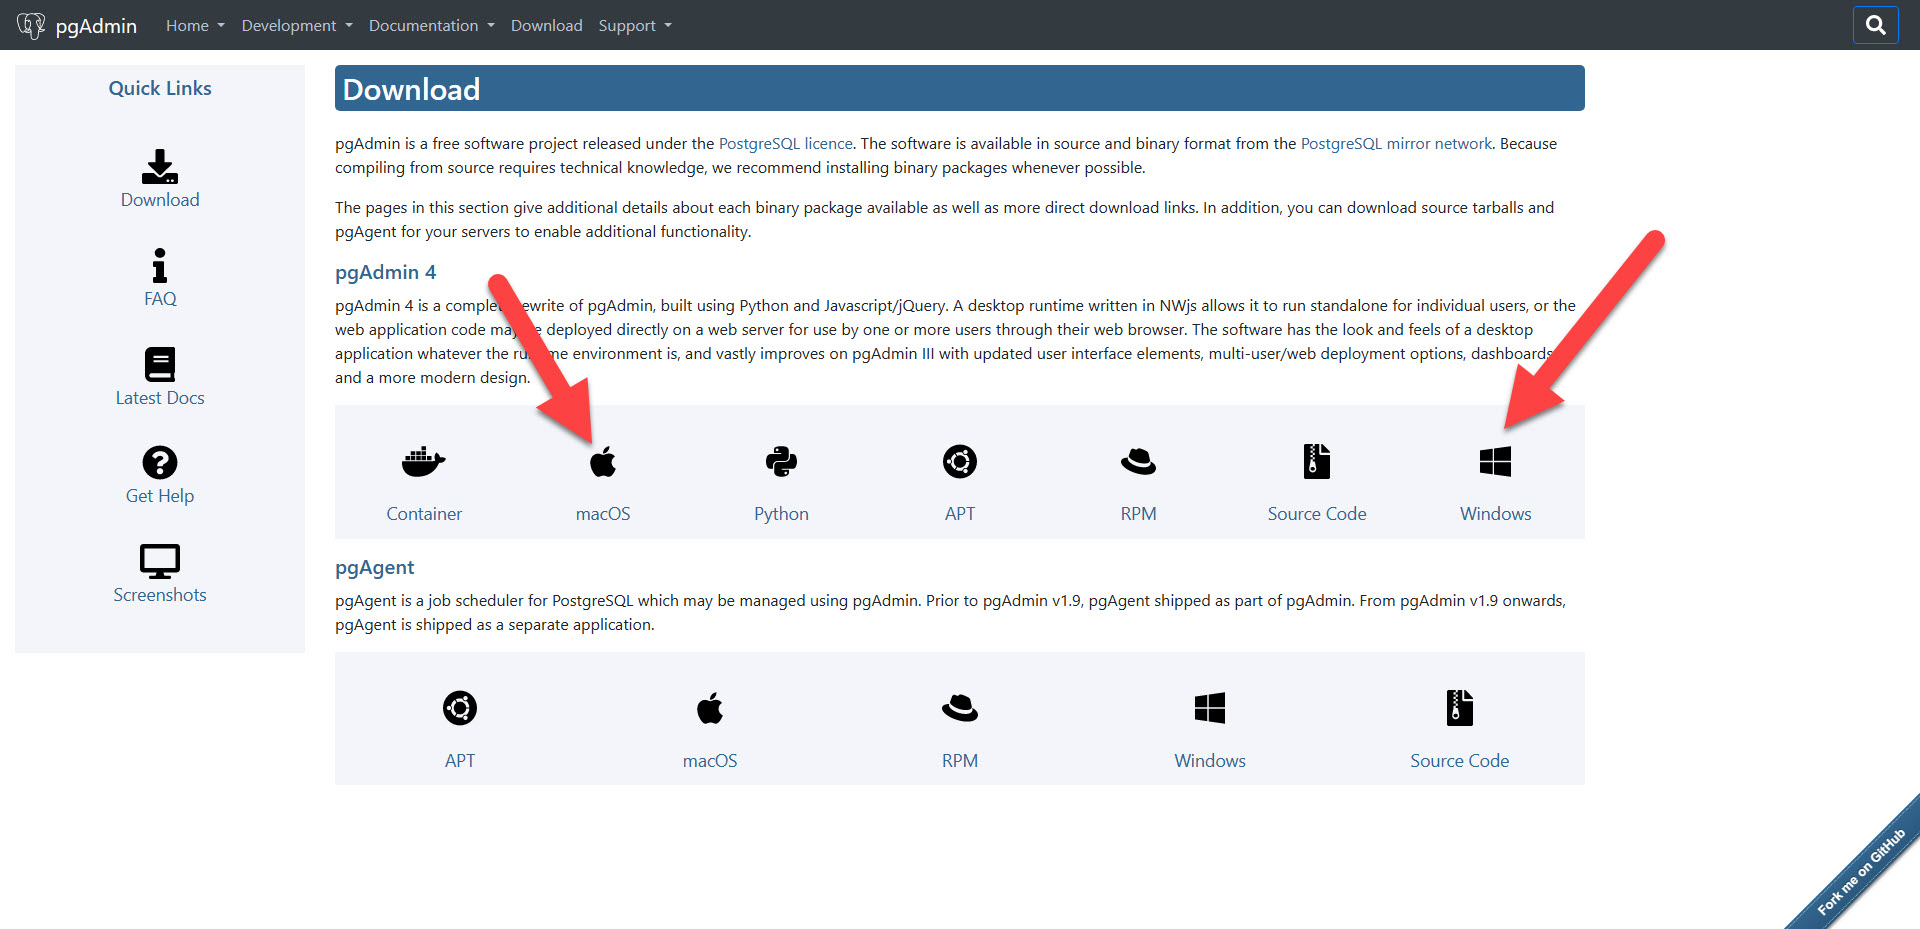 pgAdmin Home Development Documentation Download Support
Quick Links
Download
FAQ
Latest Docs
Get Help
Screenshots
Download
pgAdmin is a free software project released under the PostgreSQL licence. The software is available in source and binary format from the PostgreSQL mirror network. Because
compiling from source requires technical knowledge, we recommend installing binary packages whenever possible.
The pages in this section give additional details about each binary package available as well as more direct download links. In addition, you can download source tarballs and
pgAgent for your servers to enable additional functionality.
pgAdmin 4
pgAdmin 4 is a complete rewrite of pgAdmin, built using Python and Javascript/jQuery. A desktop runtime written in NWjs allows it to run standalone for individual users, or the
web application code may be deployed directly on a web server for use by one or more users through their web browser. The software has the look and feels of a desktop
application whatever the runtime environment is, and vastly improves on pgAdmin III with updated user interface elements, multi-user/web deployment options, dashboards
and a more modern design.
Container macOS Python APT RPM Source Code Windows
pgAgent
pgAgent is a job scheduler for PostgreSQL which may be managed using pgAdmin. Prior to pgAdmin v1.9, pgAgent shipped as part of pgAdmin. From pgAdmin v1.9 onwards,
pgAgent is shipped as a separate application.
APT macOS RPM Windows Source Code
Fork me on GitHub